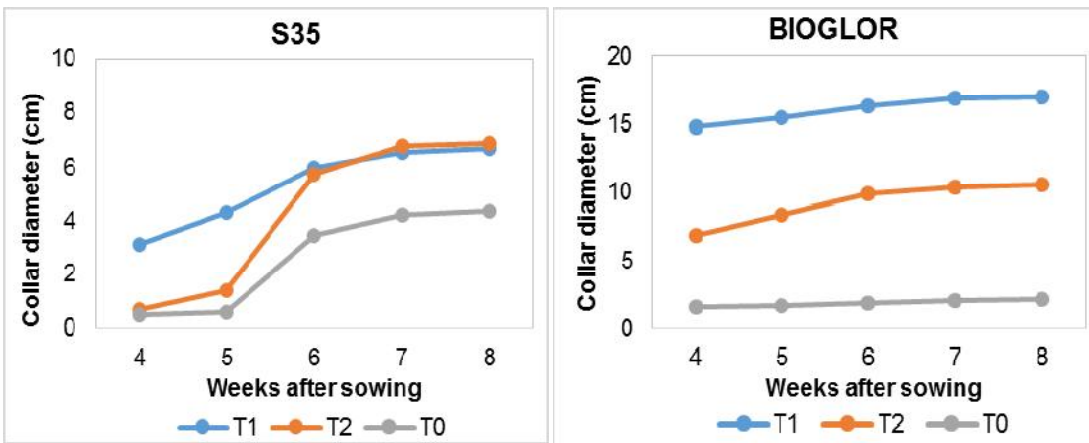 S35
10
8
6
4
2
0
Collar diameter (cm)
4 5 6 7 8
Weeks after sowing
T1 T2 T0
BIOGLOR
20
15
10
5
0
Collar diameter (cm)
4 5 6 7 8
Weeks after sowing
T1 T2 T0